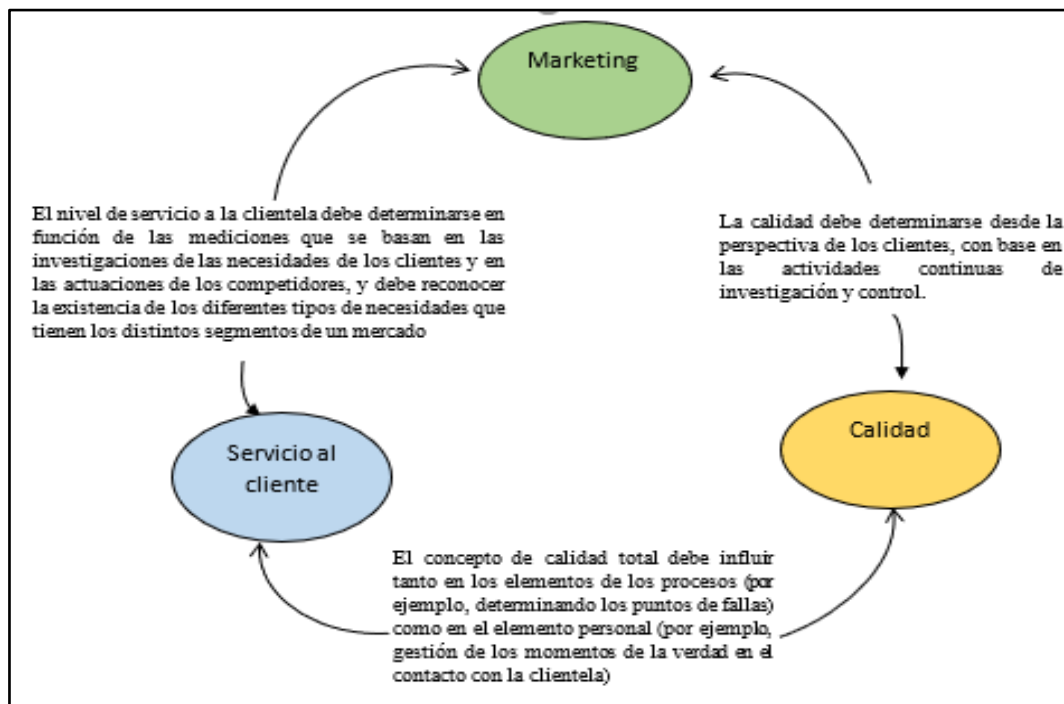 Marketing
El nivel de servicio a la clientela debe determinarse en
función de las mediciones que se basan en las
investigaciones de las necesidades de los clientes y en
las actuaciones de los competidores, y debe reconocer
la existencia de los diferentes tipos de necesidades que
tienen los distintos segmentos de un mercado
La calidad debe determinarse desde la
perspectiva de los clientes, con base en
las actividades continuas de
investigación y control.
Servicio al
cliente
Calidad
El concepto de calidad total debe influir
tanto en los elementos de los procesos (por
ejemplo, determinando los puntos de fallas)
como en el elemento personal (por ejemplo,
gestión de los momentos de la verdad en el
contacto con la clientela)